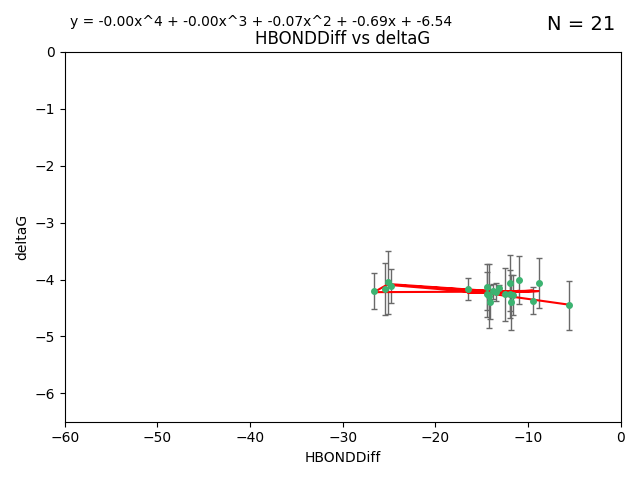 y = -0.00x^4 + -0.00x^3 + -0.07x^2 + -0.69x + -6.54
N = 21
HBONDDiff vs deltaG
0
−1
−2
−3
−4
−5
−6
deltaG
−60 −50 −40 −30 −20 −10 0
HBONDDiff